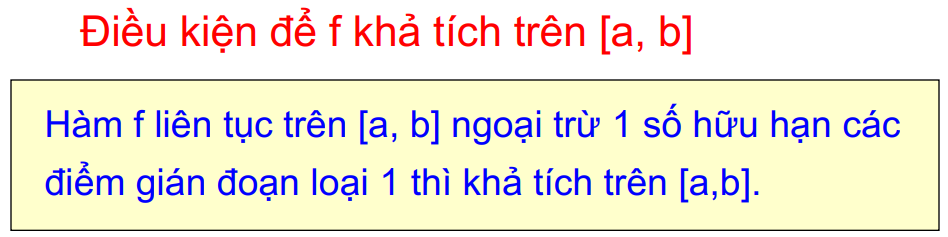 Điều kiện để f khả tích trên [a, b]
Hàm f liên tục trên [a, b] ngoại trừ 1 số hữu hạn các
điểm gián đoạn loại 1 thì khả tích trên [a,b].